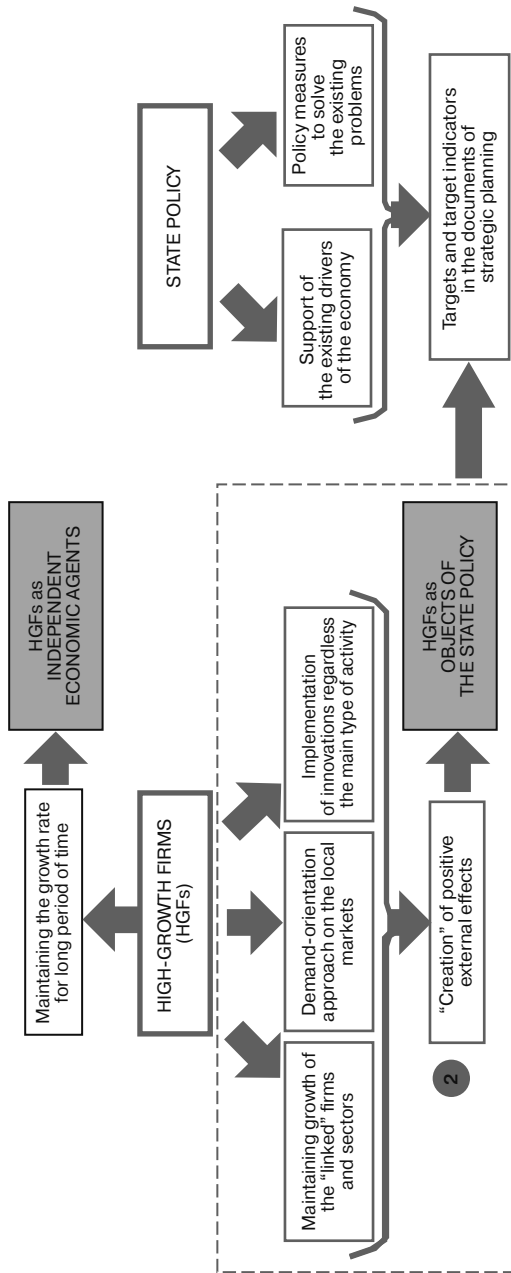 Maintaining the growth rate
for long period of time
HGFs as
INDEPENDENT
ECONOMIC AGENTS
HIGH-GROWTH FIRMS
(HGFs)
Maintaining growth of
the "linked" firms
and sectors
Demand-orientation
approach on the local
markets
Implementation
of innovations regardless
the main type of activity
2
"Creation" of positive
external effects
HGFs as
OBJECTS OF
THE STATE POLICY
STATE POLICY
Support of
the existing drivers
of the economy
Policy measures
to solve
the existing
problems
Targets and target indicators
in the documents of
strategic planning